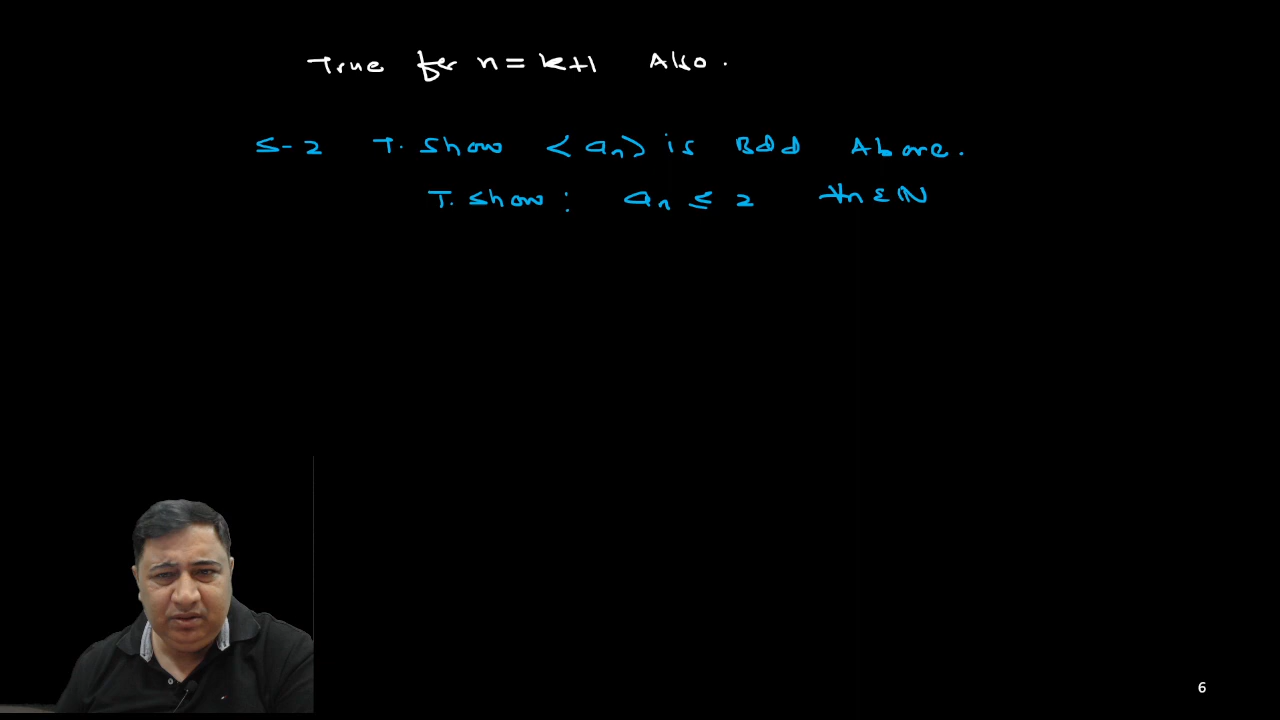 True for n = k+1 Also.
S-2 T. Show < aₙ > is Bdd Above.
T. show : aₙ ≤ 2 ∀n ∈ ℕ
6